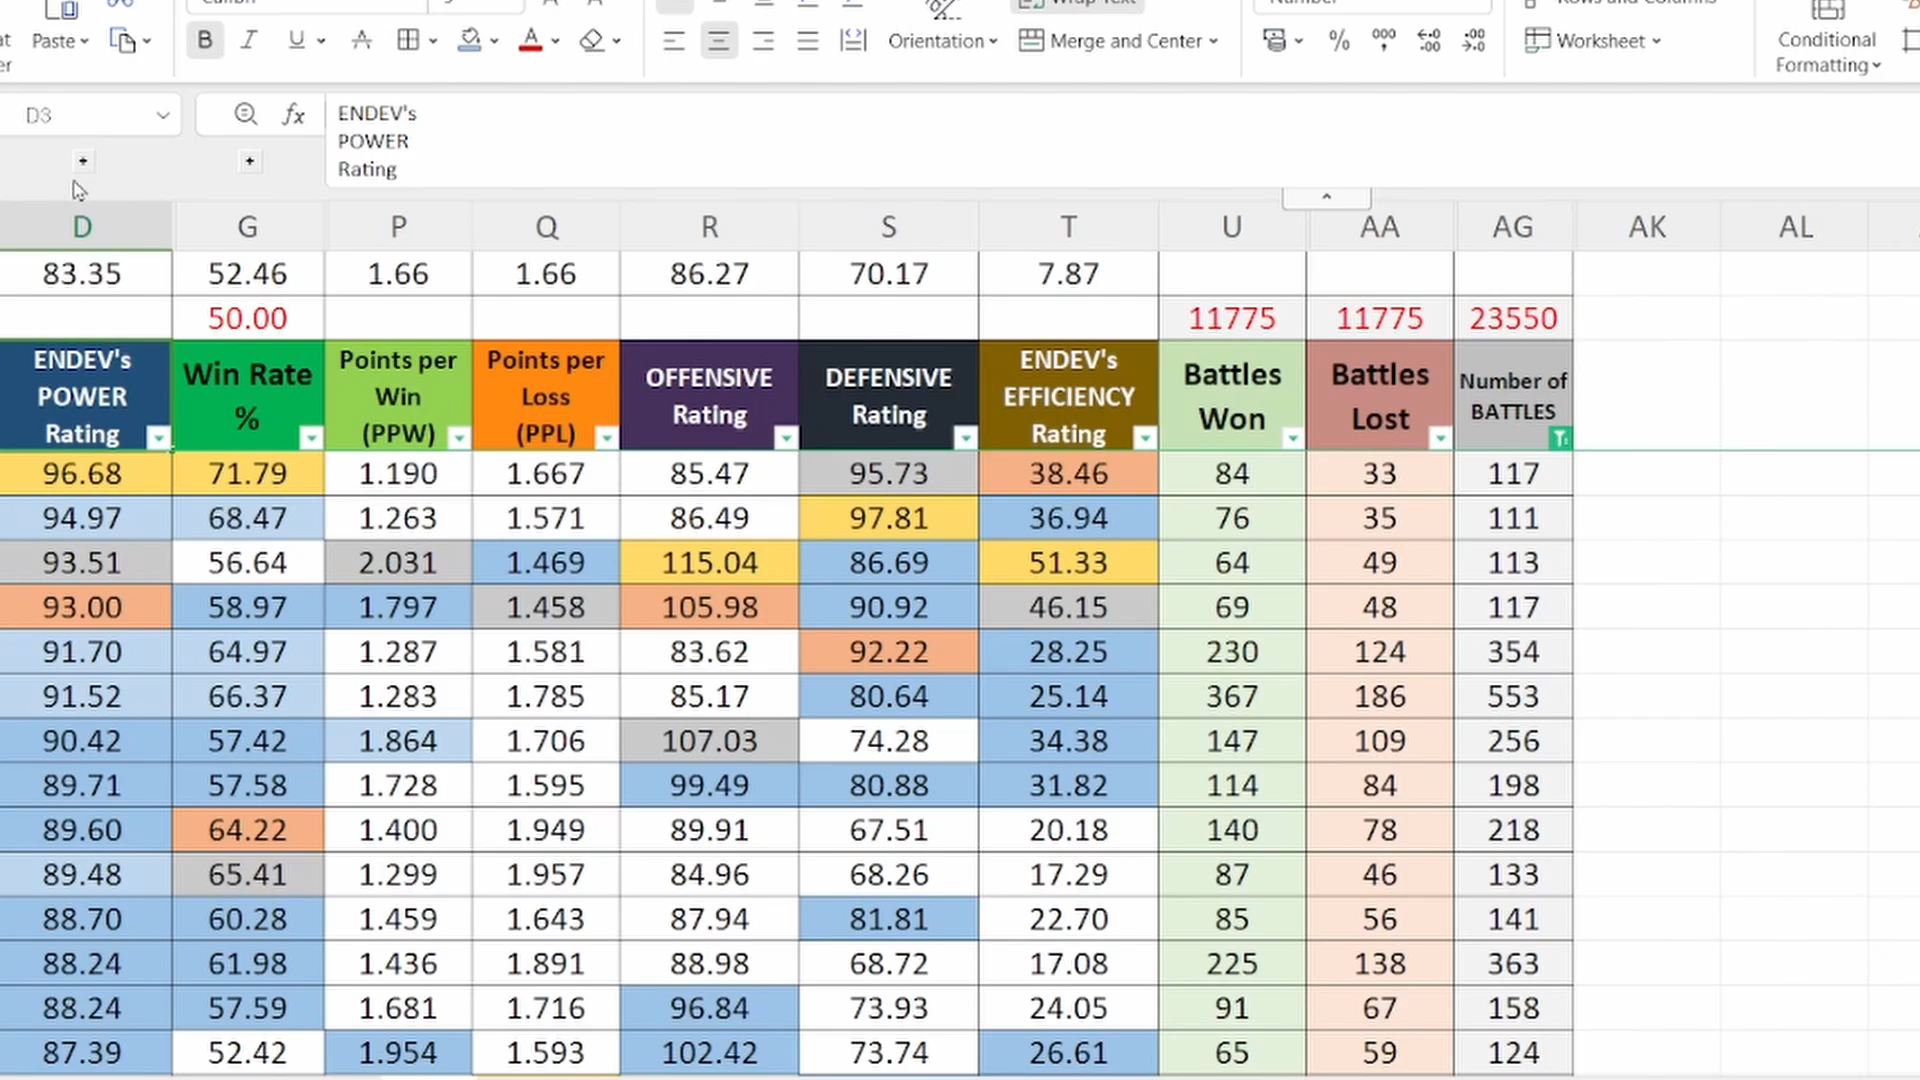 Paste
B I U A A
Orientation
Merge and Center
%
000
Worksheet
Conditional
Formatting
D3
fx
ENDEV's
POWER
Rating
+ +
D G P Q R S T U AA AG AK AL
83.35 52.46 1.66 1.66 86.27 70.17 7.87
50.00 11775 11775 23550
ENDEV's POWER Rating
Win Rate %
Points per Win (PPW)
Points per Loss (PPL)
OFFENSIVE Rating
DEFENSIVE Rating
ENDEV's EFFICIENCY Rating
Battles Won
Battles Lost
Number of BATTLES
96.68 71.79 1.190 1.667 85.47 95.73 38.46 84 33 117
94.97 68.47 1.263 1.571 86.49 97.81 36.94 76 35 111
93.51 56.64 2.031 1.469 115.04 86.69 51.33 64 49 113
93.00 58.97 1.797 1.458 105.98 90.92 46.15 69 48 117
91.70 64.97 1.287 1.581 83.62 92.22 28.25 230 124 354
91.52 66.37 1.283 1.785 85.17 80.64 25.14 367 186 553
90.42 57.42 1.864 1.706 107.03 74.28 34.38 147 109 256
89.71 57.58 1.728 1.595 99.49 80.88 31.82 114 84 198
89.60 64.22 1.400 1.949 89.91 67.51 20.18 140 78 218
89.48 65.41 1.299 1.957 84.96 68.26 17.29 87 46 133
88.70 60.28 1.459 1.643 87.94 81.81 22.70 85 56 141
88.24 61.98 1.436 1.891 88.98 68.72 17.08 225 138 363
88.24 57.59 1.681 1.716 96.84 73.93 24.05 91 67 158
87.39 52.42 1.954 1.593 102.42 73.74 26.61 65 59 124